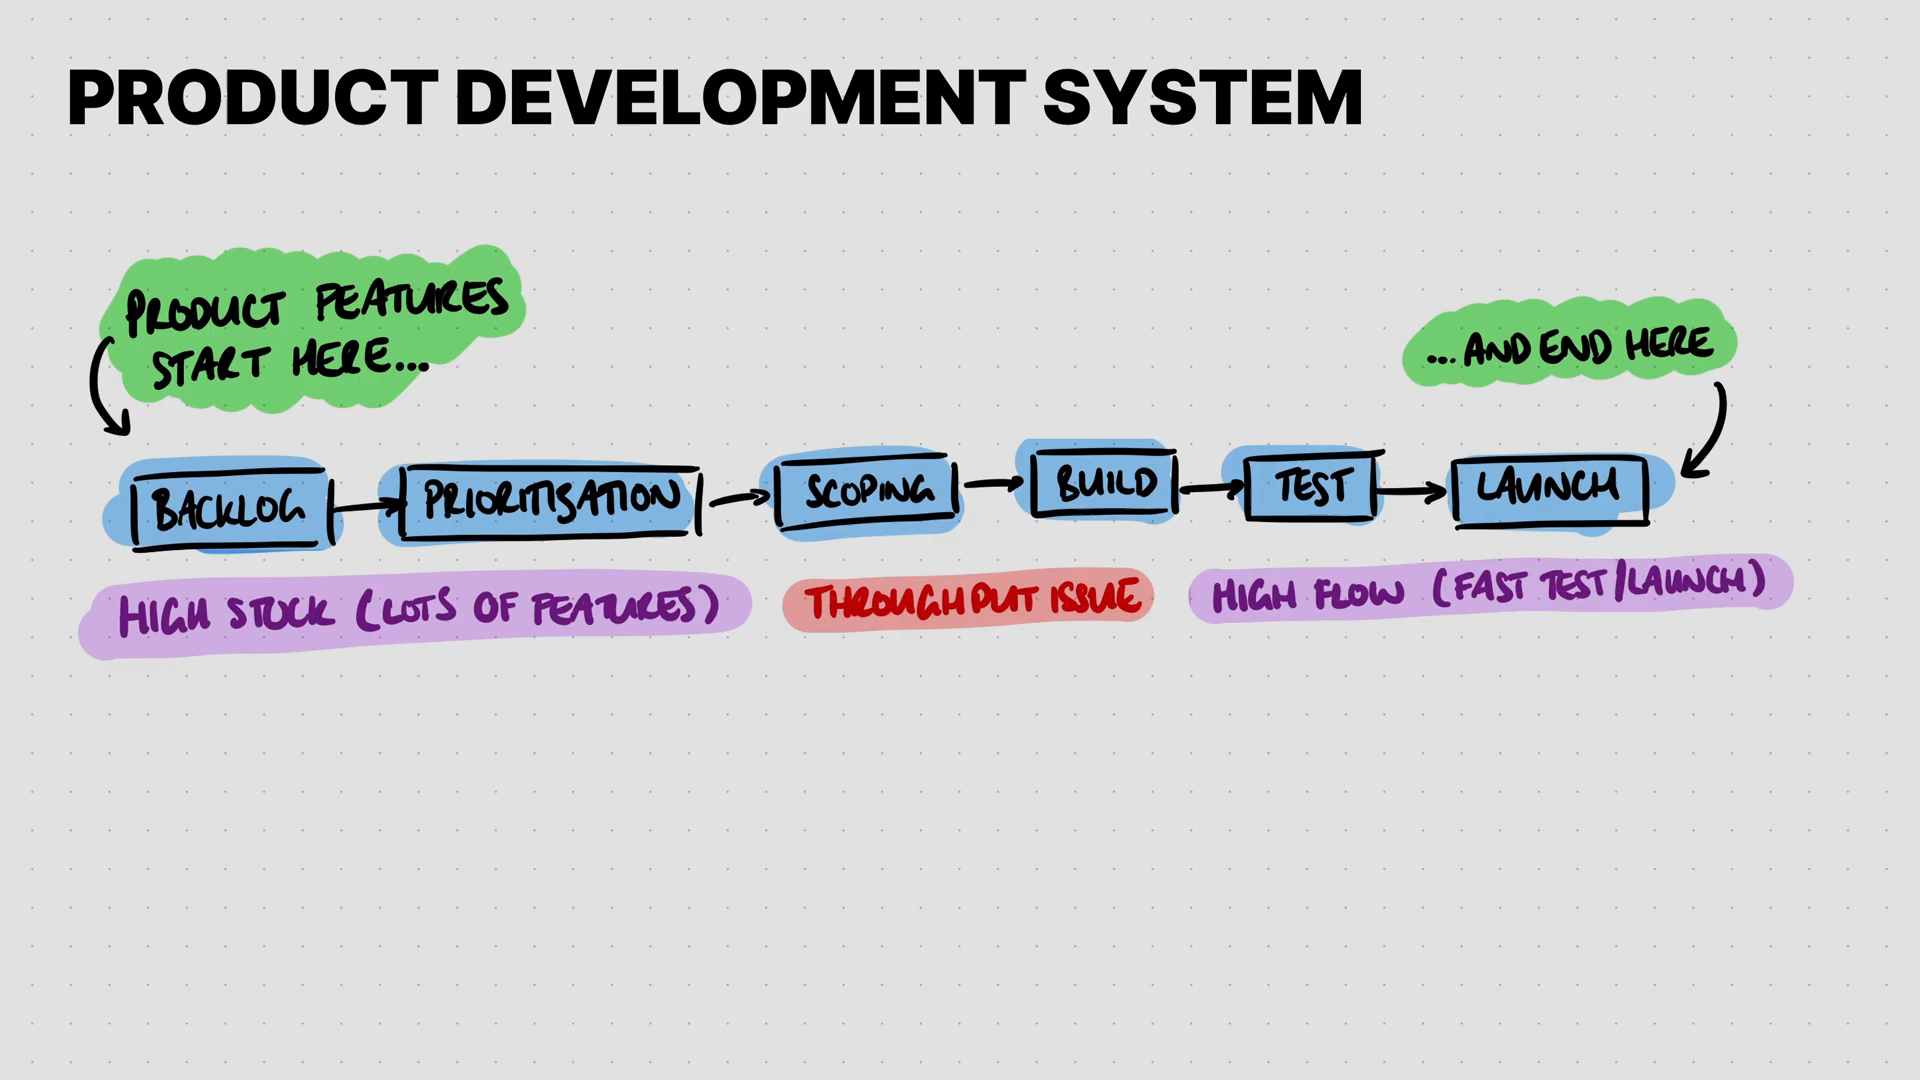 PRODUCT DEVELOPMENT SYSTEM
PRODUCT FEATURES
START HERE...
...AND END HERE
BACKLOG
PRIORITISATION
SCOPING
BUILD
TEST
LAUNCH
HIGH STOCK (LOTS OF FEATURES)
THROUGHPUT ISSUE
HIGH FLOW (FAST TEST/LAUNCH)